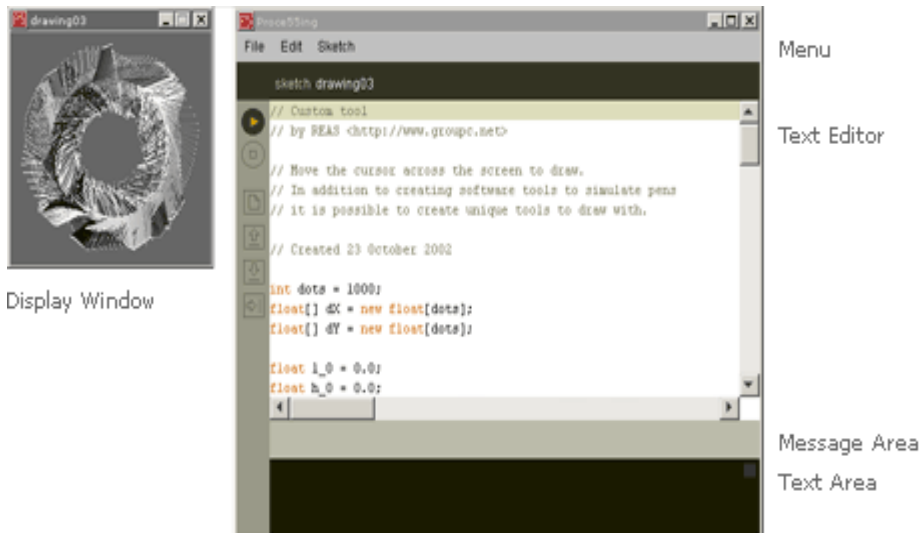 drawing03
Proce55ing
File Edit Sketch
Menu
sketch drawing03
// Custom tool
// by REAS <http://www.groupc.net>
Text Editor
// Move the cursor across the screen to draw.
// In addition to creating software tools to simulate pens
// it is possible to create unique tools to draw with.
// Created 23 October 2002
int dots = 1000;
float[] dX = new float[dots];
float[] dY = new float[dots];
float l_0 = 0.0;
float h_0 = 0.0;
Display Window
Message Area
Text Area